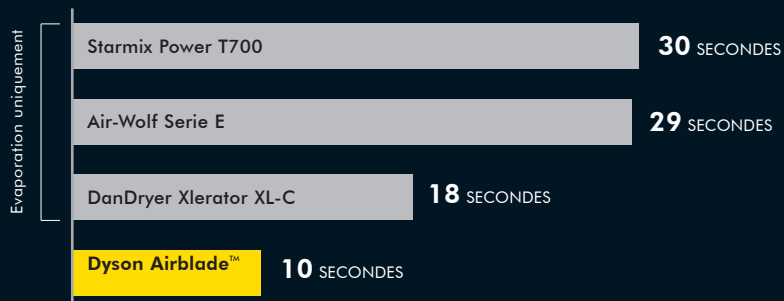 Evaporation uniquement
Starmix Power T700
30 SECONDES
Air-Wolf Serie E
29 SECONDES
DanDryer Xlerator XL-C
18 SECONDES
Dyson Airblade™
10 SECONDES